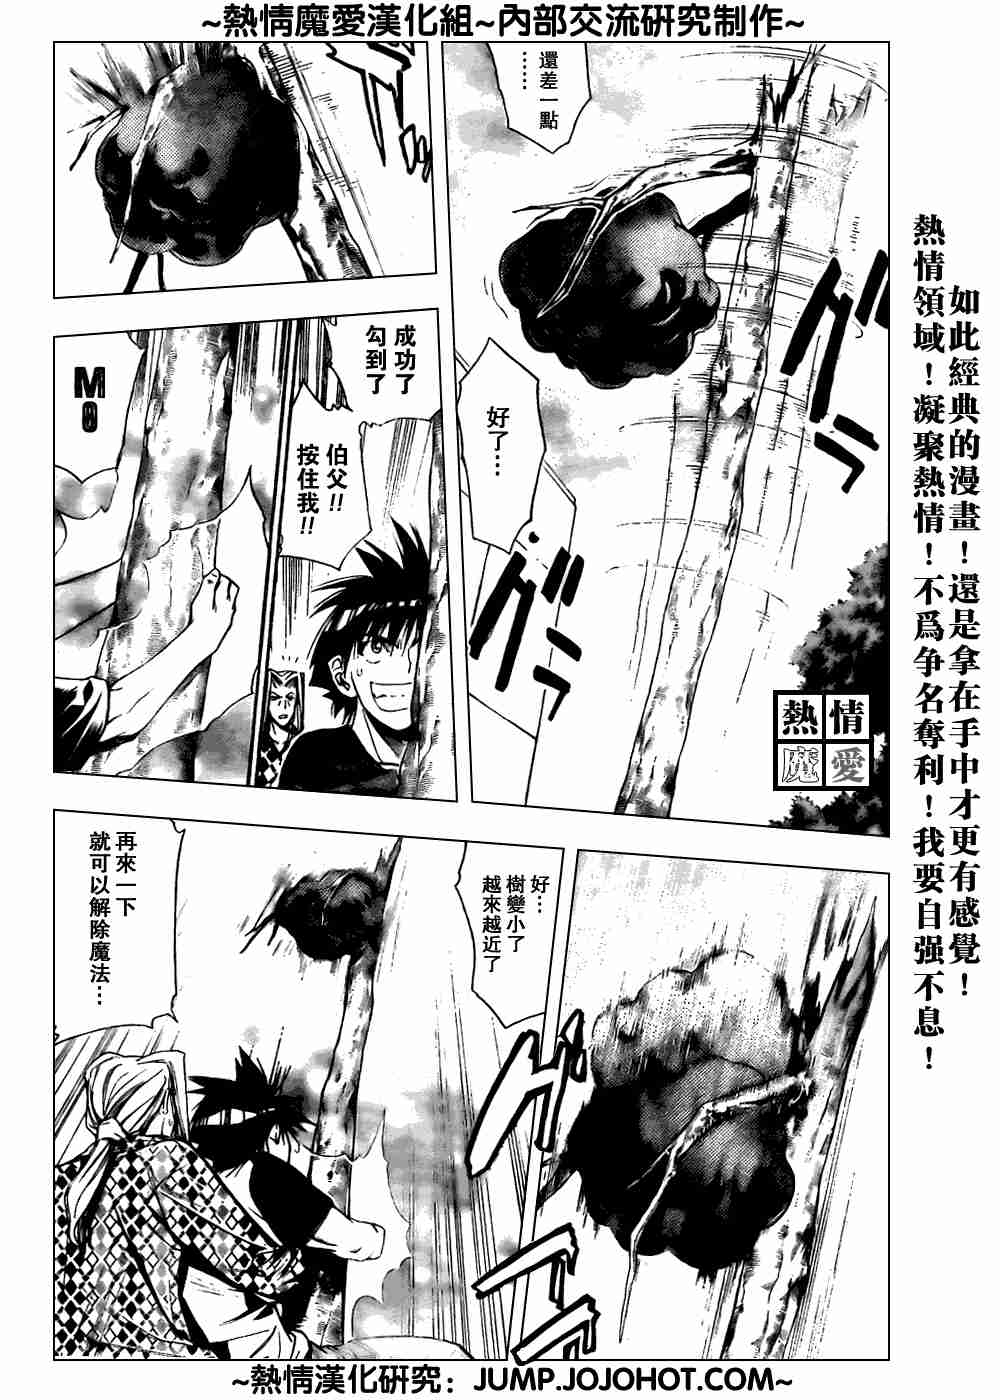 ~熱情魔愛漢化組~內部交流研究制作~
還差一點
……
好了…
成功了
勾到了
伯父!!
按住我!!
M
0
好…
樹變小了
越來越近了
再來一下
就可以解除魔法…
如此經典的漫畫！還是拿在手中才更有感覺！
熱情領域！凝聚熱情！不爲争名奪利！我要自强不息！
熱情
魔愛
~熱情漢化研究：JUMP.JOJOHOT.COM~